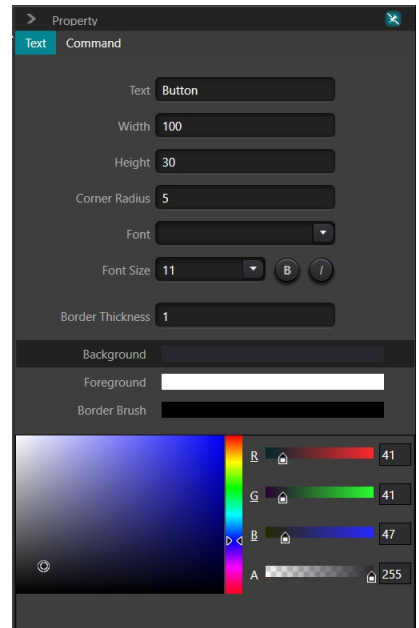 Property
Text Command
Text Button
Width 100
Height 30
Corner Radius 5
Font
Font Size 11 B I
Border Thickness 1
Background
Foreground
Border Brush
R 41
G 41
B 47
A 255